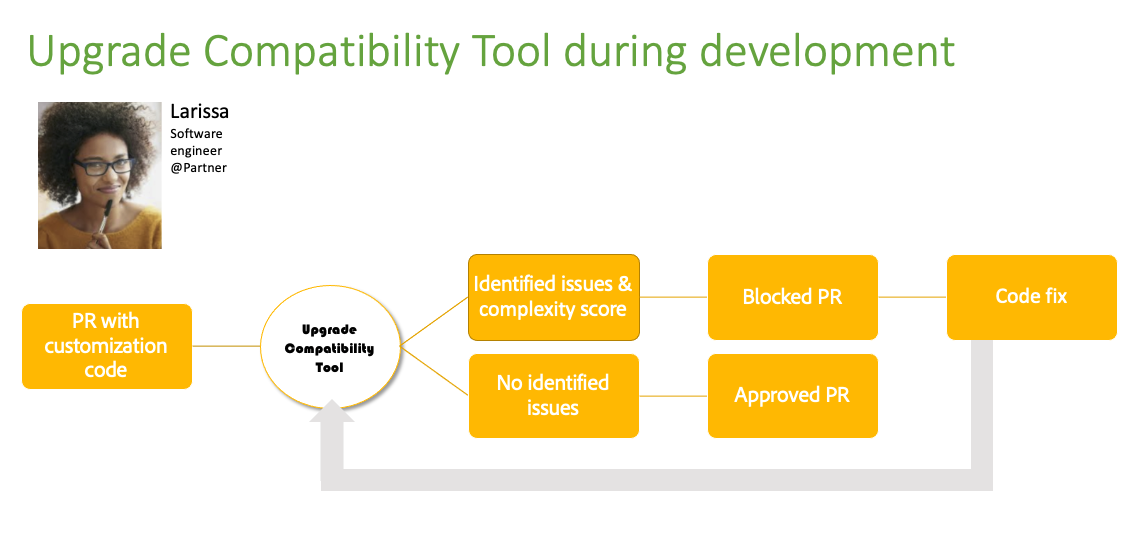 Upgrade Compatibility Tool during development
Larissa
Software
engineer
@Partner
PR with
customization
code
Upgrade
Compatibility
Tool
Identified issues &
complexity score
Blocked PR
Code fix
No identified
issues
Approved PR